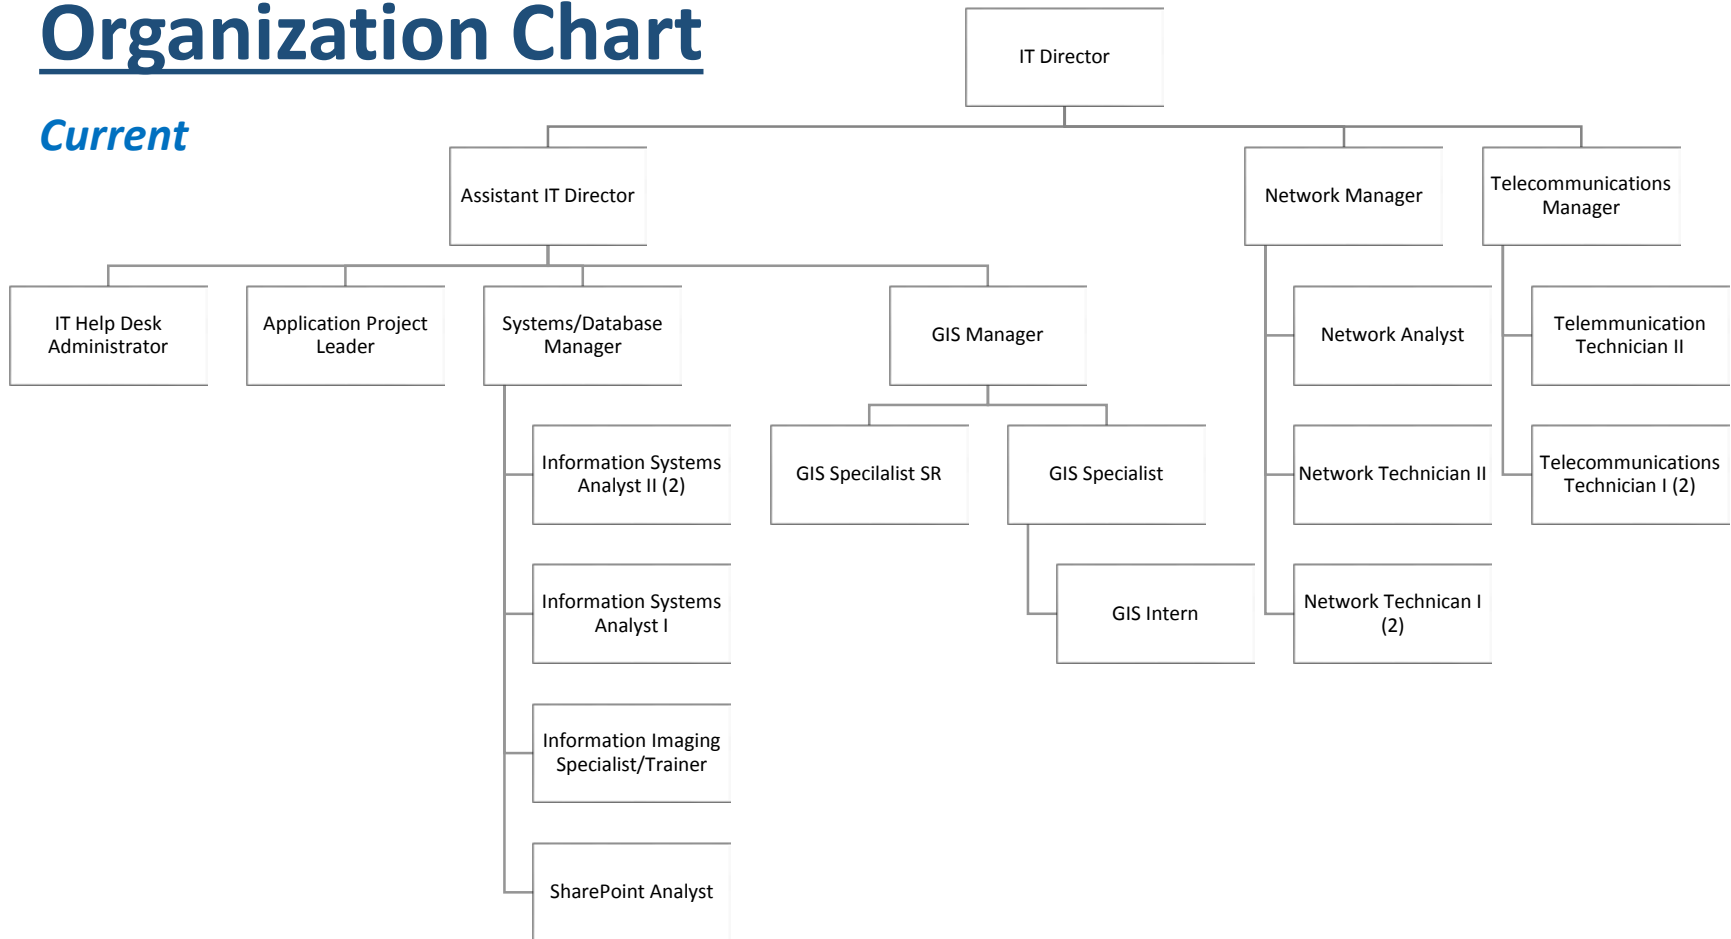 Organization Chart
Current
IT Director
Assistant IT Director
Network Manager
Telecommunications
Manager
IT Help Desk
Administrator
Application Project
Leader
Systems/Database
Manager
GIS Manager
Network Analyst
Telemmunication
Technician II
Information Systems
Analyst II (2)
GIS Specilalist SR
GIS Specialist
Network Technician II
Telecommunications
Technician I (2)
Information Systems
Analyst I
GIS Intern
Network Technican I
(2)
Information Imaging
Specialist/Trainer
SharePoint Analyst